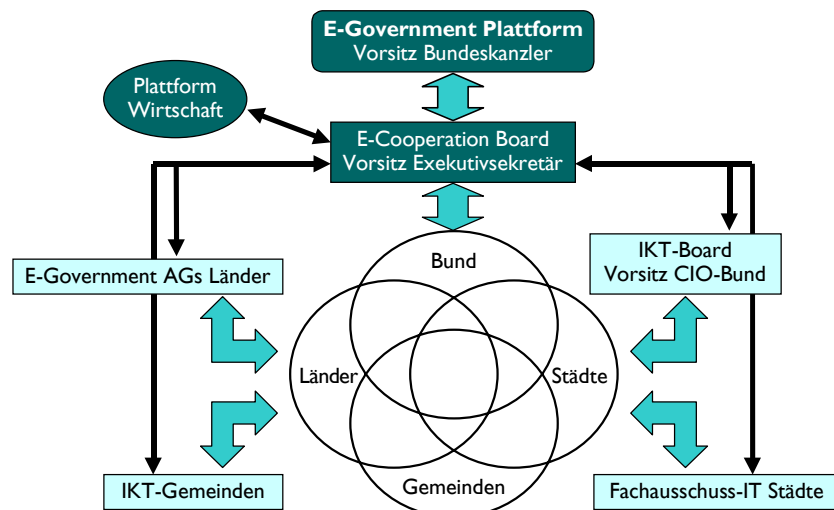 E-Government Plattform
Vorsitz Bundeskanzler
Plattform
Wirtschaft
E-Cooperation Board
Vorsitz Exekutivsekretär
E-Government AGs Länder
IKT-Board
Vorsitz CIO-Bund
Bund
Länder
Städte
Gemeinden
IKT-Gemeinden
Fachausschuss-IT Städte